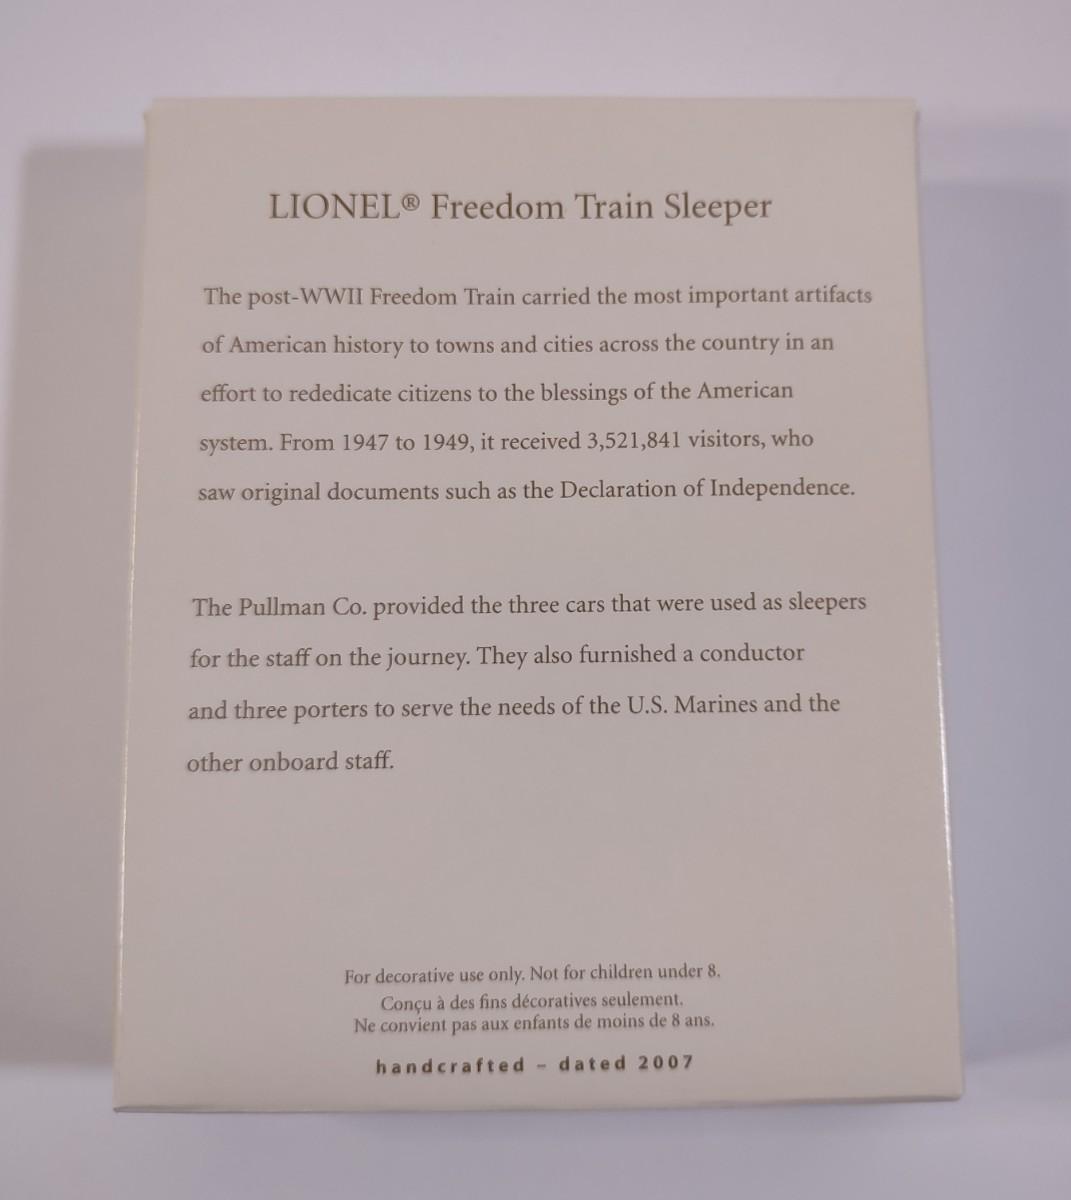 LIONEL® Freedom Train Sleeper
The post-WWII Freedom Train carried the most important artifacts
of American history to towns and cities across the country in an
effort to rededicate citizens to the blessings of the American
system. From 1947 to 1949, it received 3,521,841 visitors, who
saw original documents such as the Declaration of Independence.
The Pullman Co. provided the three cars that were used as sleepers
for the staff on the journey. They also furnished a conductor
and three porters to serve the needs of the U.S. Marines and the
other onboard staff.
For decorative use only. Not for children under 8.
Conçu à des fins décoratives seulement.
Ne convient pas aux enfants de moins de 8 ans.
handcrafted – dated 2007